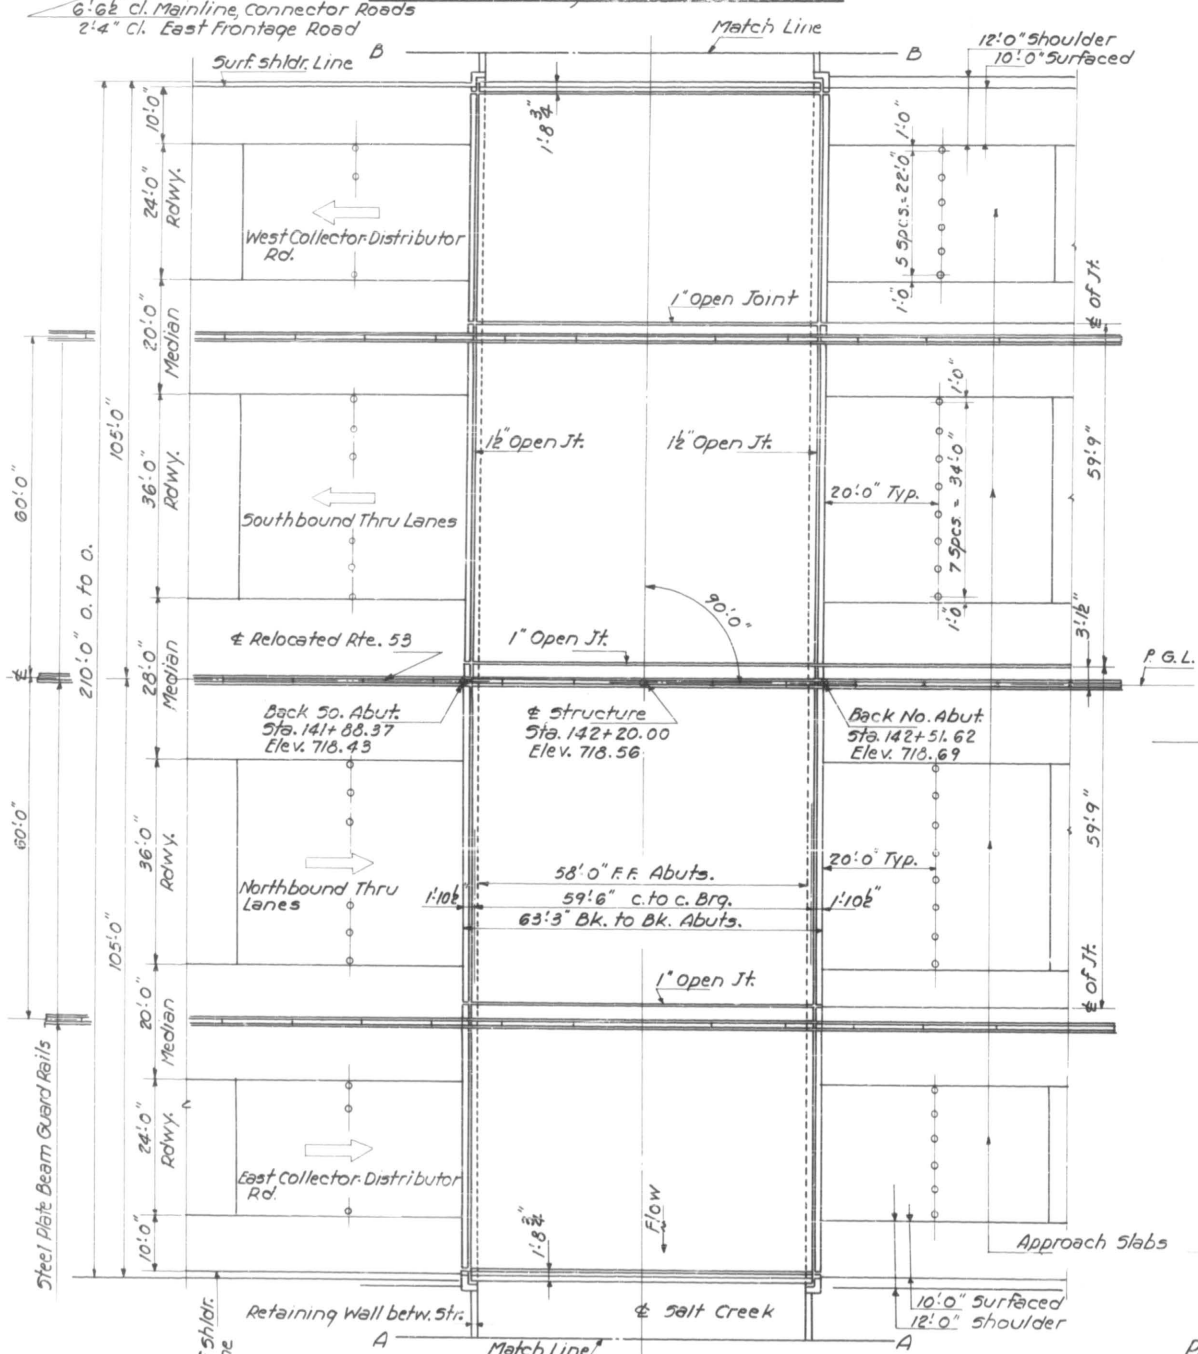 6'-6½ Cl. Mainline, Connector Roads
2'-4" Cl. East Frontage Road
B
Match Line
B
Surf. Shldr. Line
12'-0" Shoulder
10'-0" Surfaced
1'-8¾"
10'-0"
24'-0"
Rdwy.
West Collector-Distributor
Rd.
1'-0"
5 Spcs. = 22'-0"
1'-0"
1" Open Joint
℄ of Jt.
20'-0"
Median
105'-0"
60'-0"
210'-0" O. to O.
36'-0"
Rdwy.
1½" Open Jt.
1½" Open Jt.
1'-0"
7 Spcs. = 34'-0"
1'-0"
59'-9"
20'-0" Typ.
Southbound Thru Lanes
90°-0"
3'-1½"
℄ Relocated Rte. 53
1" Open Jt.
28'-0"
Median
℄
P.G.L.
Back So. Abut.
Sta. 141+88.37
Elev. 718.43
℄ Structure
Sta. 142+20.00
Elev. 718.56
Back No. Abut.
Sta. 142+51.62
Elev. 718.69
60'-0"
105'-0"
36'-0"
Rdwy.
59'-9"
20'-0" Typ.
58'-0" F.F. Abuts.
Northbound Thru
Lanes
1'-10½"
59'-6" c. to c. Brg.
1'-10½"
63'-3" Bk. to Bk. Abuts.
1" Open Jt.
℄ of Jt.
20'-0"
Median
24'-0"
Rdwy.
Steel Plate Beam Guard Rails
East Collector-Distributor
Rd.
10'-0"
1'-8¾"
Flow
Approach Slabs
10'-0" Surfaced
12'-0" Shoulder
Retaining Wall betw. Str.
℄ Salt Creek
Shldr.
A
Match Line
A